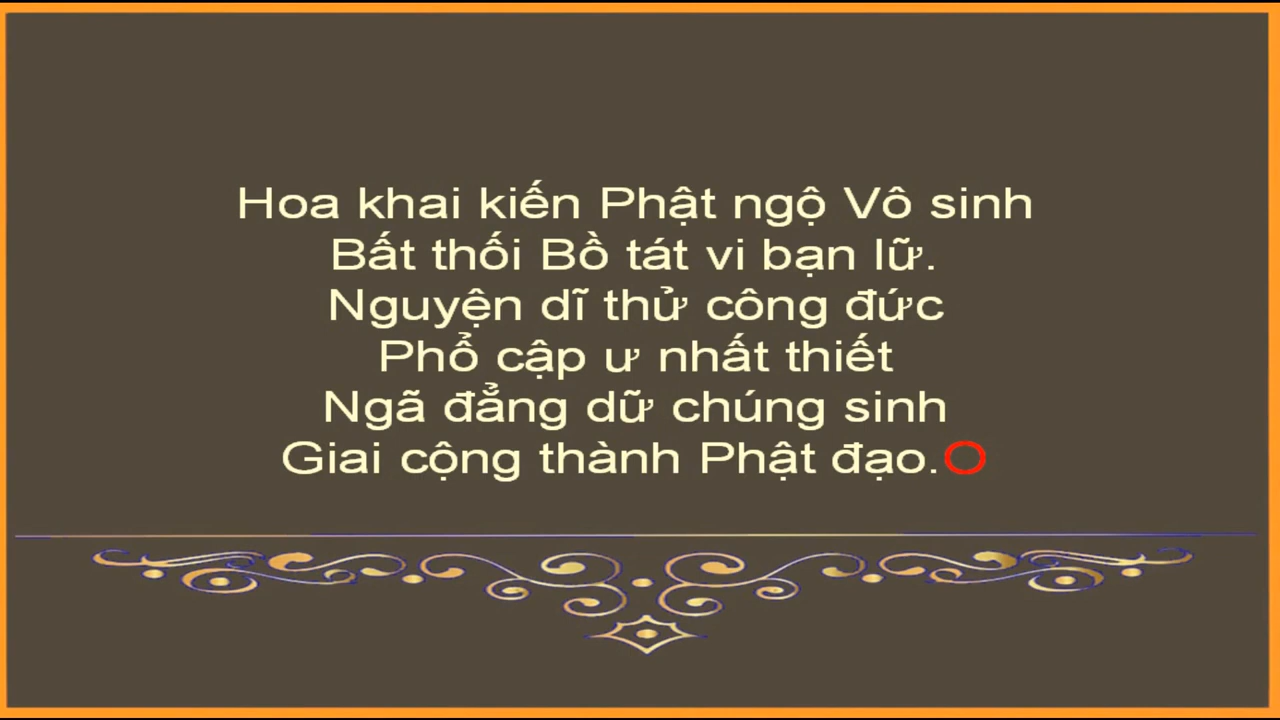 Hoa khai kiến Phật ngộ Vô sinh
Bất thối Bồ tát vi bạn lữ.
Nguyện dĩ thử công đức
Phổ cập ư nhất thiết
Ngã đẳng dữ chúng sinh
Giai cộng thành Phật đạo.O